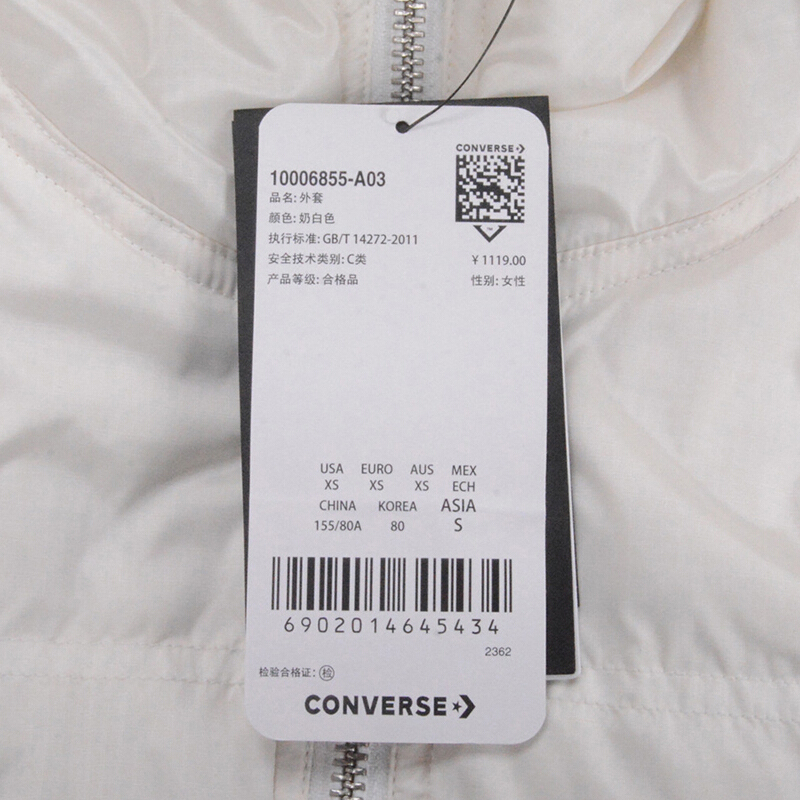 CONVERSE
10006855-A03
品名: 外套
颜色: 奶白色
执行标准: GB/T 14272-2011
安全技术类别: C类
¥ 1119.00
产品等级: 合格品
性别: 女性
USA EURO AUS MEX
XS XS XS ECH
CHINA KOREA ASIA
155/80A 80 S
6902014645434
2362
检验合格证: 检
CONVERSE